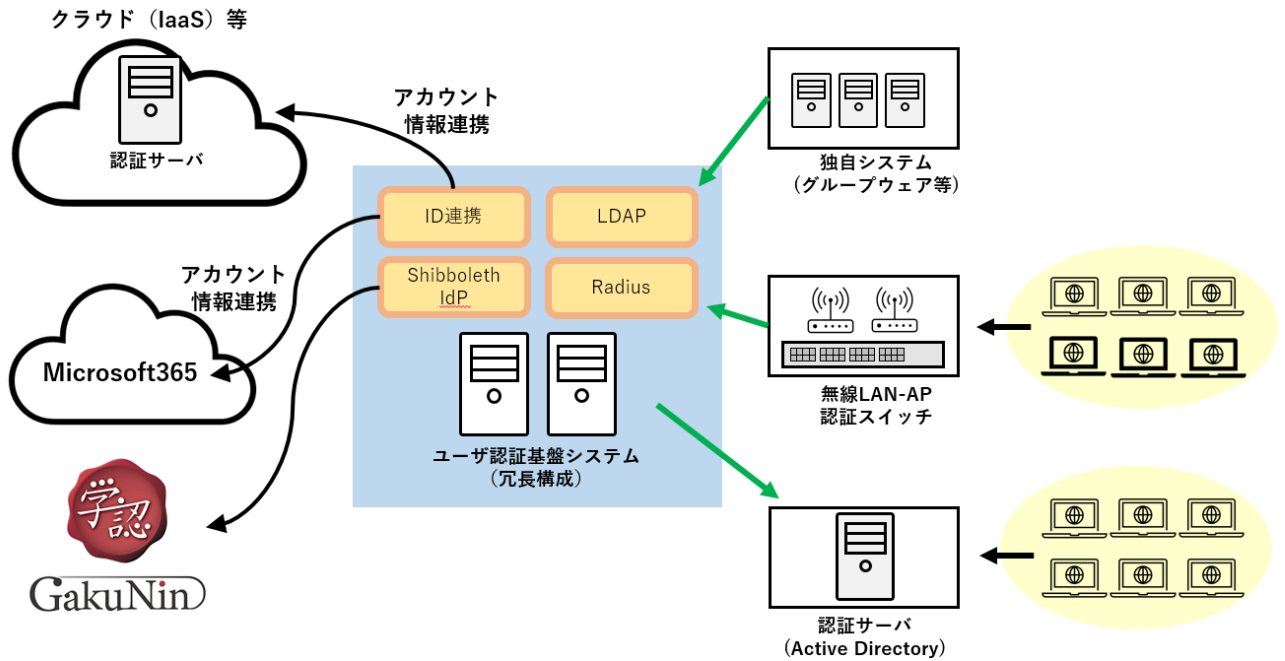 クラウド（IaaS）等
認証サーバ
アカウント
情報連携
ID連携
LDAP
Shibboleth
IdP
Radius
ユーザ認証基盤システム
（冗長構成）
アカウント
情報連携
Microsoft365
学認
GakuNin
独自システム
（グループウェア等）
無線LAN-AP
認証スイッチ
認証サーバ
（Active Directory）